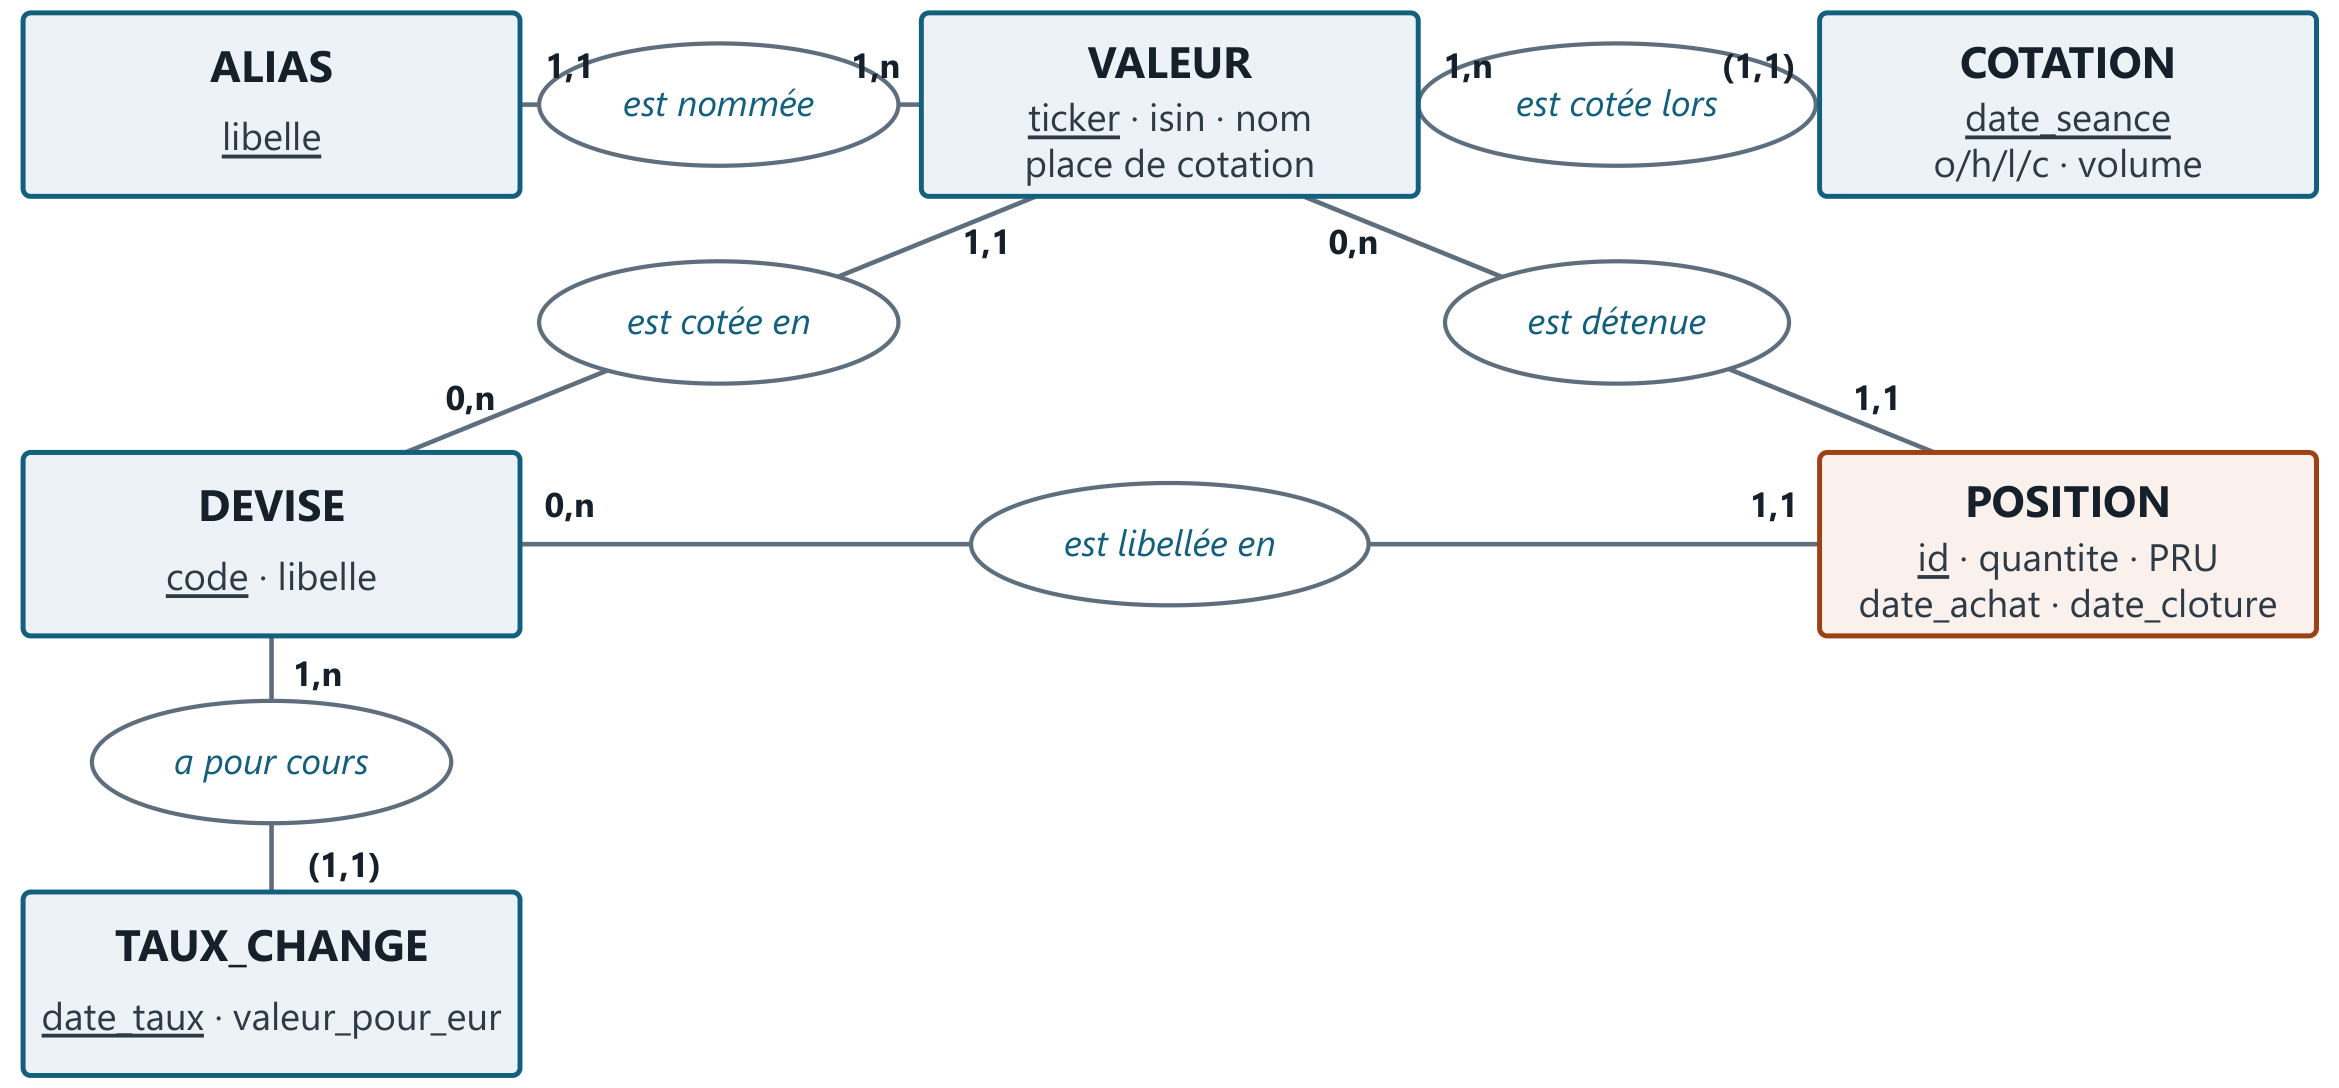 ALIAS
libelle
1,1
est nommée
1,n
VALEUR
ticker · isin · nom
place de cotation
1,n
est cotée lors
(1,1)
COTATION
date_seance
o/h/l/c · volume
1,1
est cotée en
0,n
0,n
est détenue
1,1
DEVISE
code · libelle
0,n
est libellée en
1,1
POSITION
id · quantite · PRU
date_achat · date_cloture
1,n
a pour cours
(1,1)
TAUX_CHANGE
date_taux · valeur_pour_eur